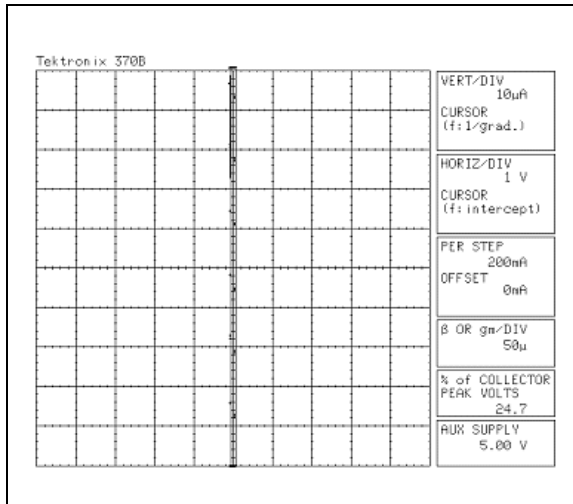 Tektronix 370B
VERT/DIV
10µA
CURSOR
(f:1/grad.)
HORIZ/DIV
1 V
CURSOR
(f:intercept)
PER STEP
200mA
OFFSET
0mA
β OR gm/DIV
50µ
% of COLLECTOR
PEAK VOLTS
24.7
AUX SUPPLY
5.00 V